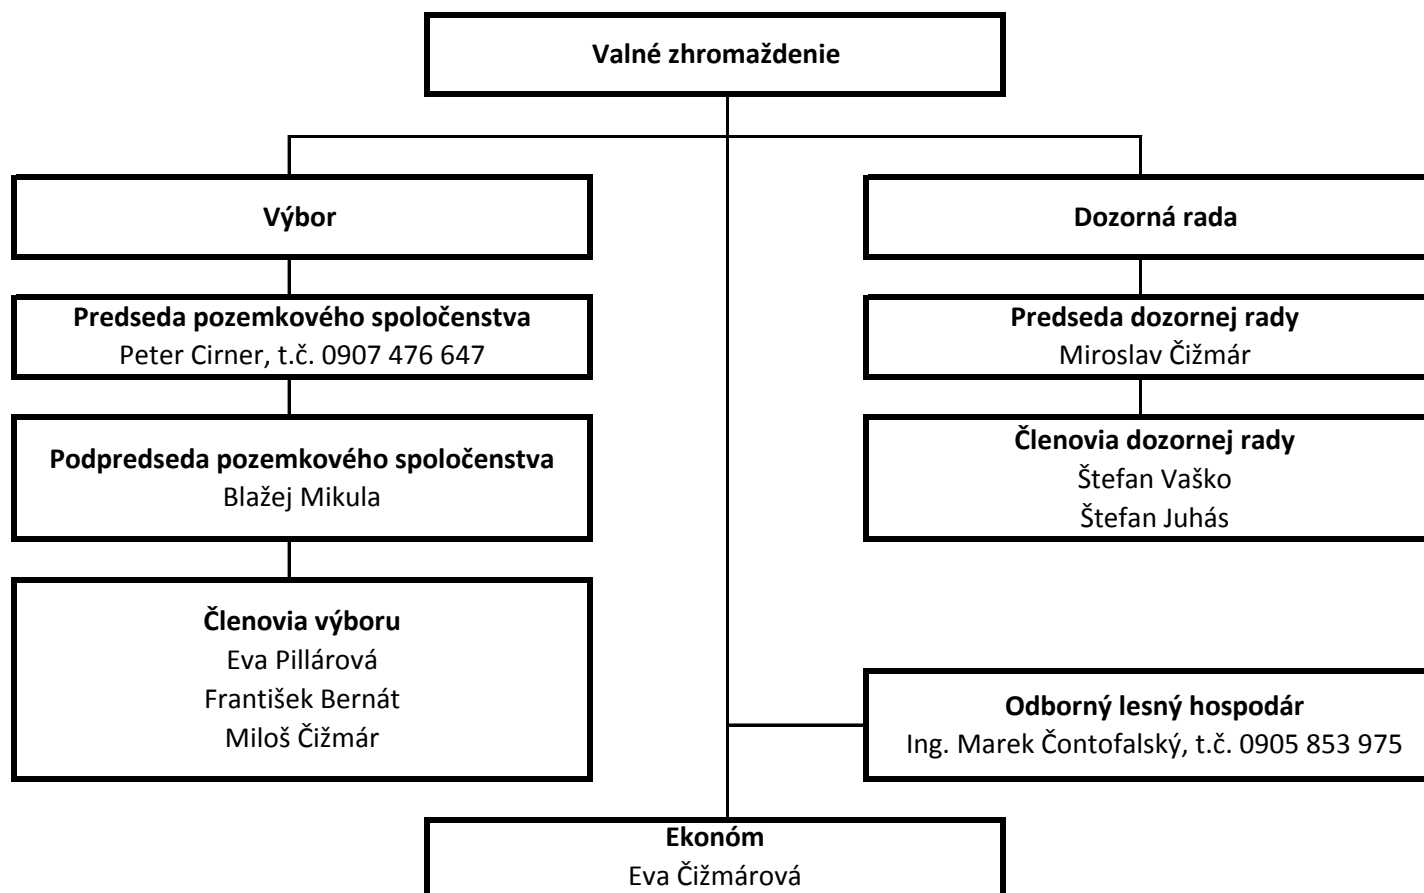 Valné zhromaždenie
Výbor
Dozorná rada
Predseda pozemkového spoločenstva
Peter Cirner, t.č. 0907 476 647
Predseda dozornej rady
Miroslav Čižmár
Podpredseda pozemkového spoločenstva
Blažej Mikula
Členovia dozornej rady
Štefan Vaško
Štefan Juhás
Členovia výboru
Eva Pillárová
František Bernát
Miloš Čižmár
Odborný lesný hospodár
Ing. Marek Čontofalský, t.č. 0905 853 975
Ekonóm
Eva Čižmárová